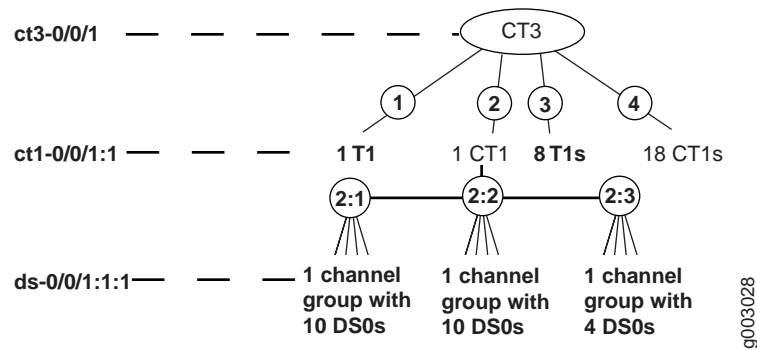 ct3-0/0/1
CT3
1
2
3
4
ct1-0/0/1:1
1 T1
1 CT1
8 T1s
18 CT1s
2:1
2:2
2:3
ds-0/0/1:1:1
1 channel
group with
10 DS0s
1 channel
group with
10 DS0s
1 channel
group with
4 DS0s
g003028